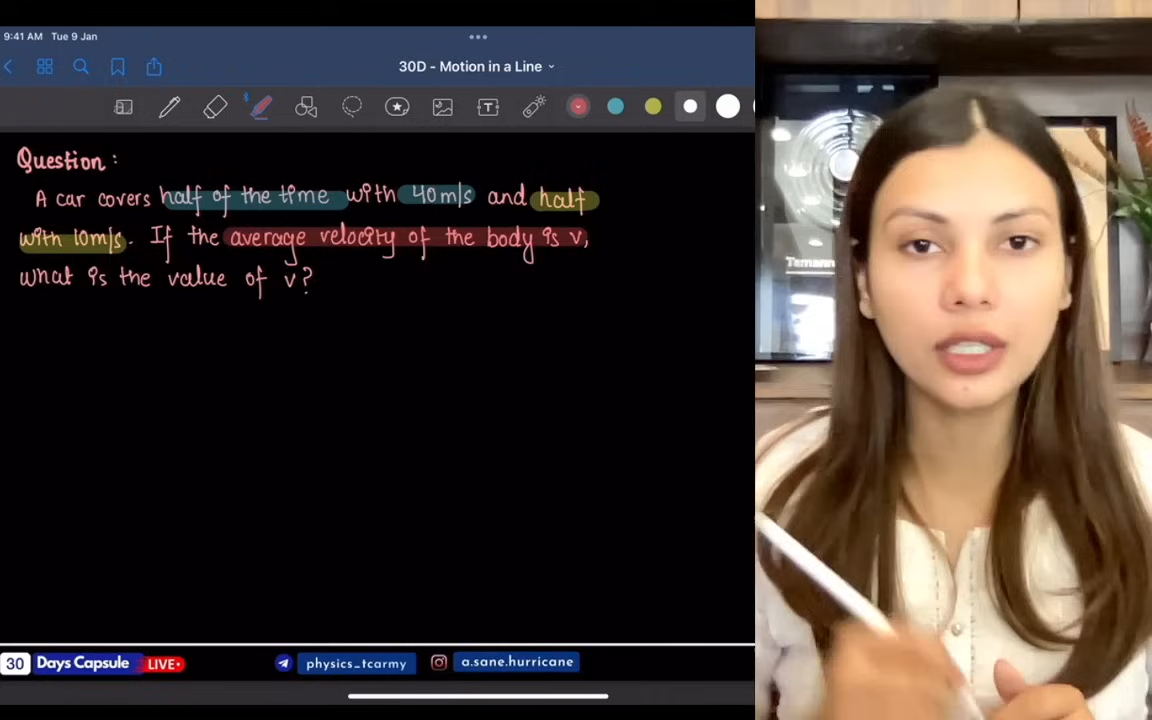 9:41 AM Tue 9 Jan
30D - Motion in a Line
Question:
A car covers half of the time with 40m/s and half
with 10m/s. If the average velocity of the body is v,
what is the value of v?
30 Days Capsule LIVE
physics_tcarmy
a.sane.hurricane